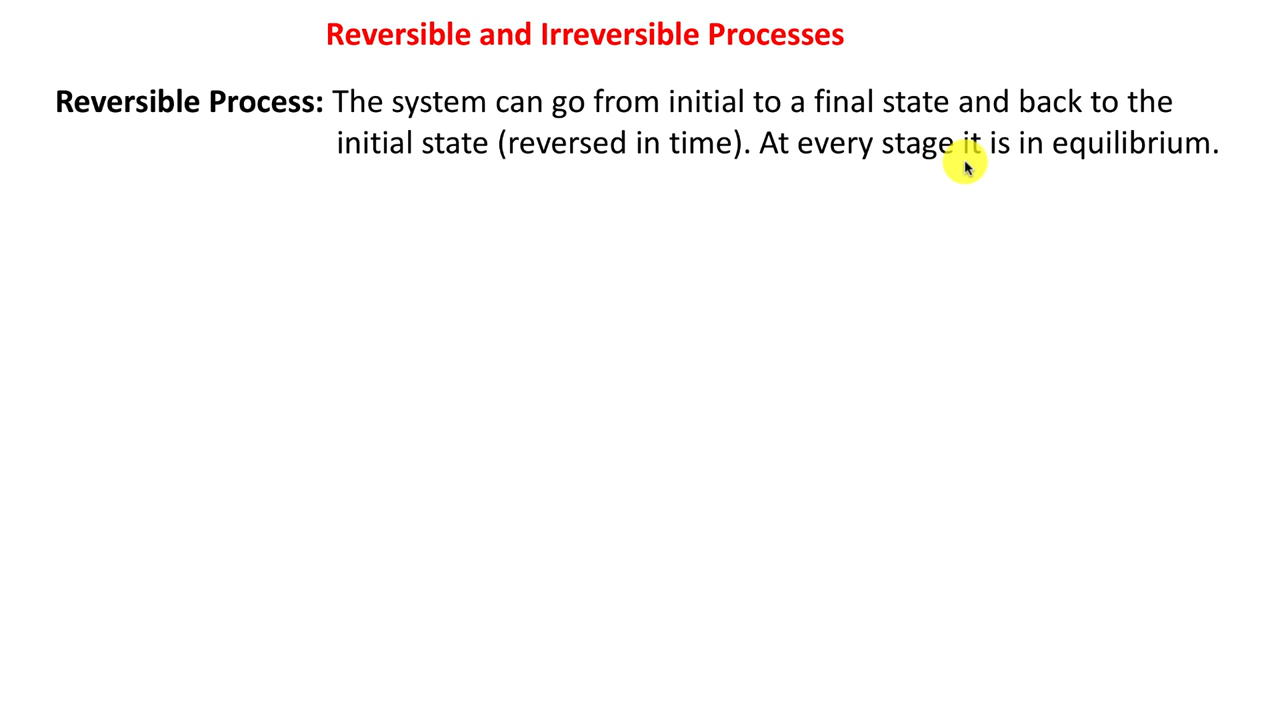 Reversible and Irreversible Processes
Reversible Process: The system can go from initial to a final state and back to the
initial state (reversed in time). At every stage it is in equilibrium.